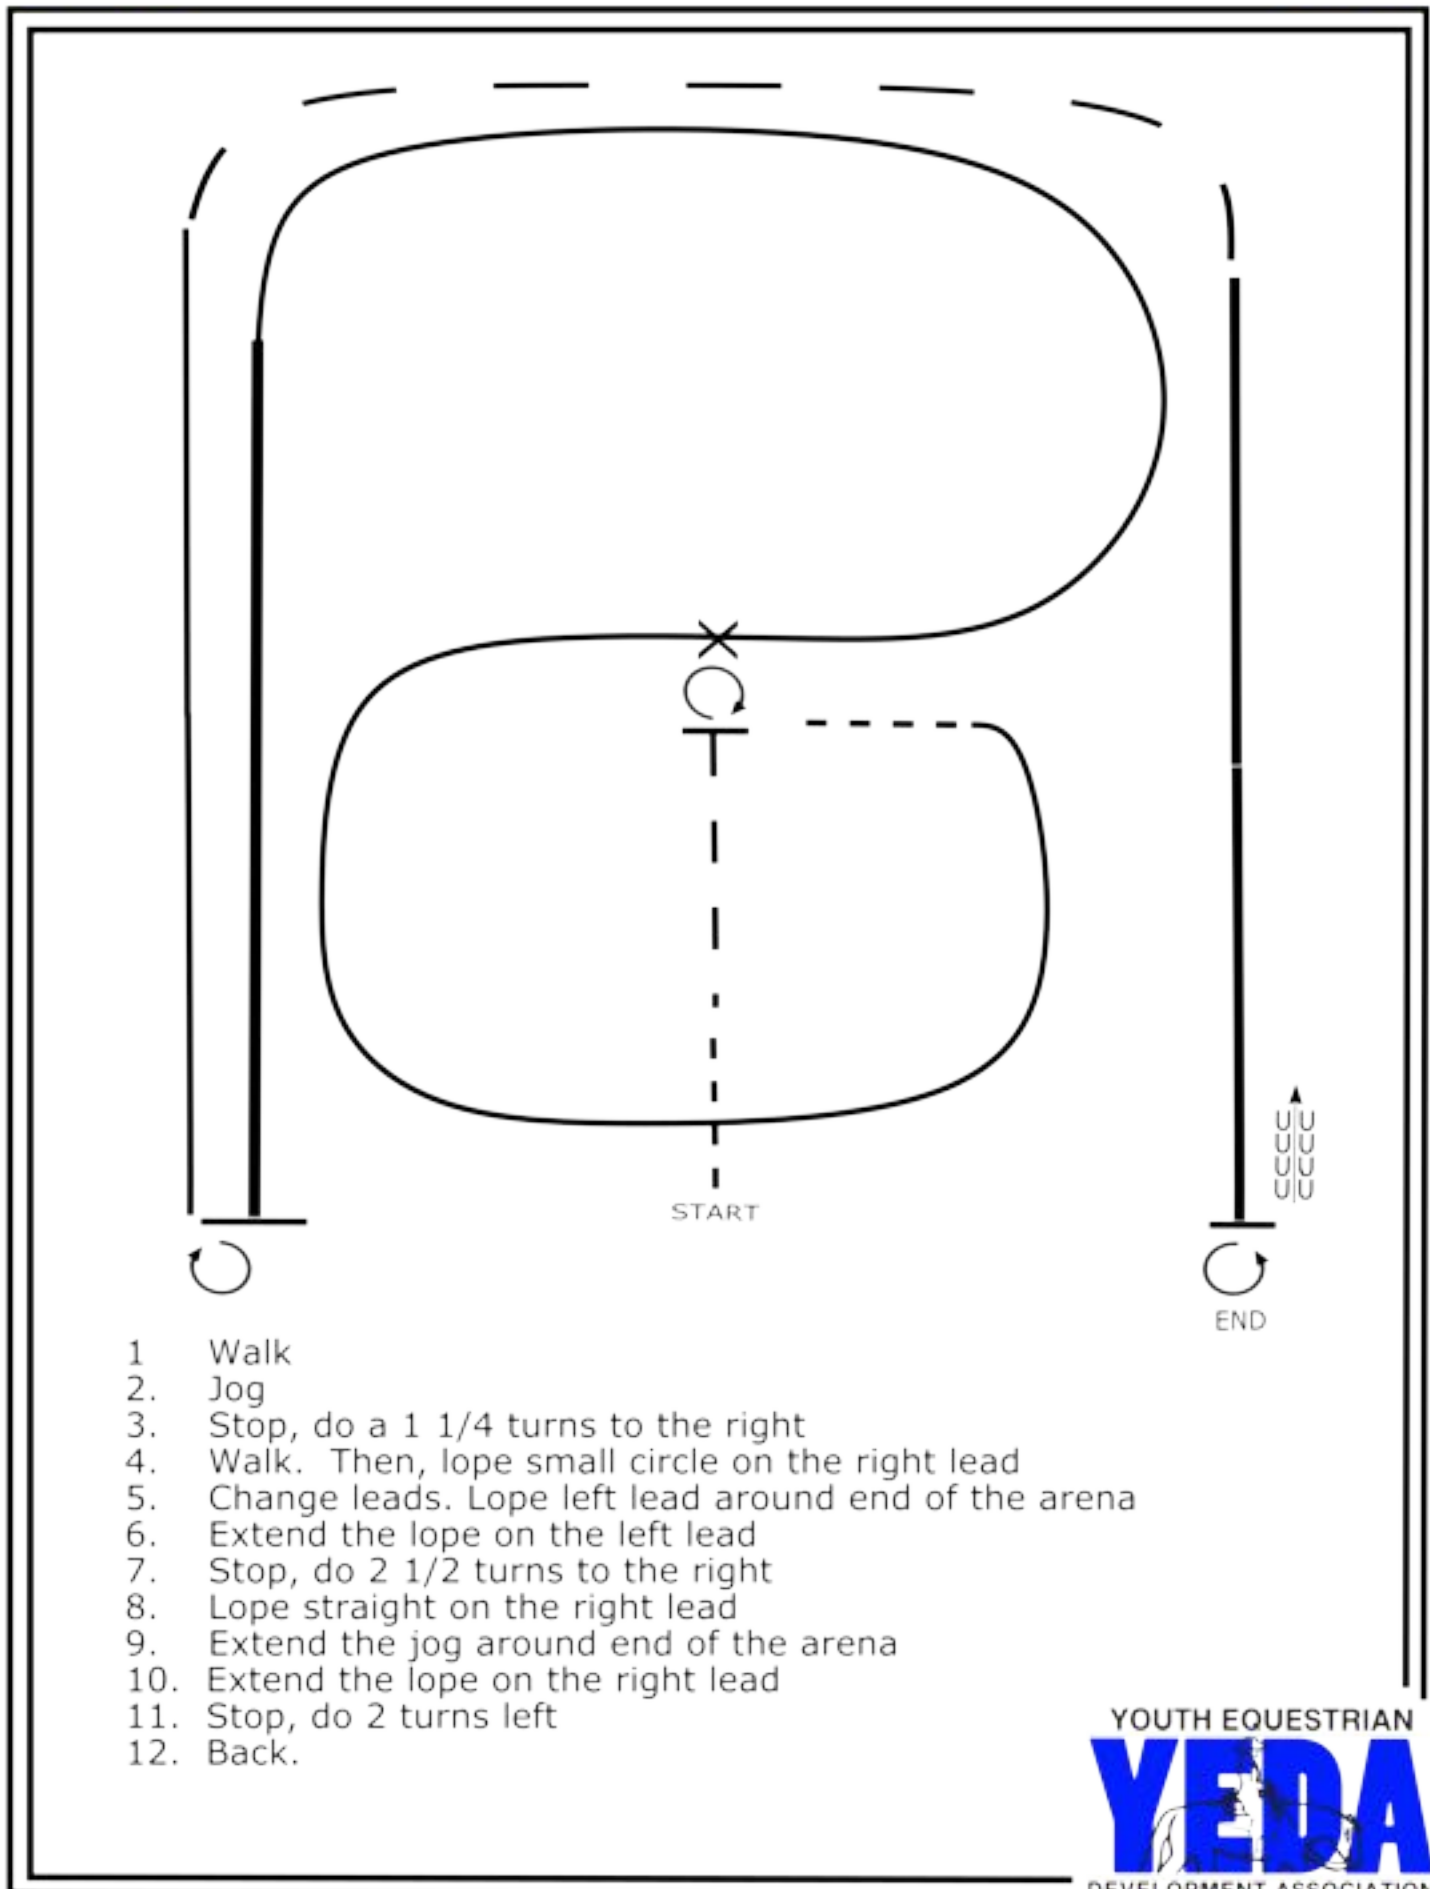 START
U U
U U
U U
U U
END
1 Walk
2. Jog
3. Stop, do a 1 1/4 turns to the right
4. Walk. Then, lope small circle on the right lead
5. Change leads. Lope left lead around end of the arena
6. Extend the lope on the left lead
7. Stop, do 2 1/2 turns to the right
8. Lope straight on the right lead
9. Extend the jog around end of the arena
10. Extend the lope on the right lead
11. Stop, do 2 turns left
12. Back.
YOUTH EQUESTRIAN
YEDA
DEVELOPMENT ASSOCIATION